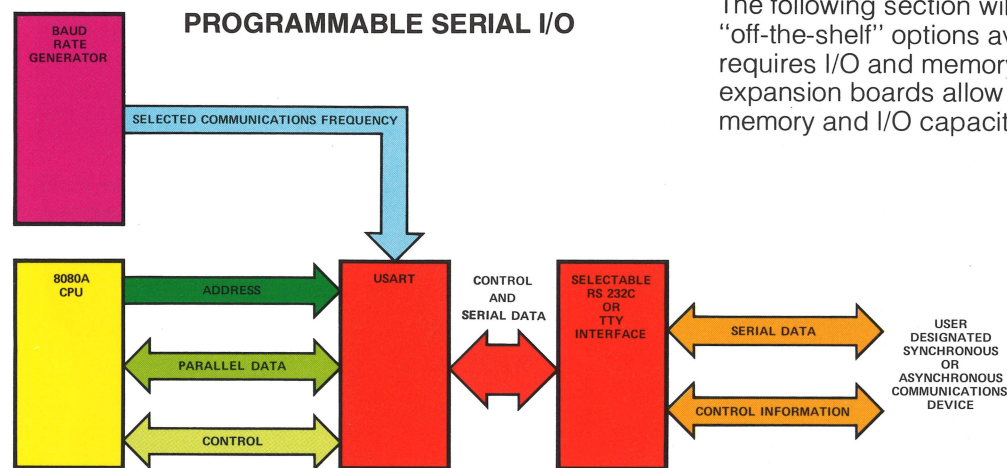 PROGRAMMABLE SERIAL I/O
BAUD
RATE
GENERATOR
SELECTED COMMUNICATIONS FREQUENCY
The following section wil
"off-the-shelf" options av
requires I/O and memory
expansion boards allow
memory and I/O capacit
8080A
CPU
ADDRESS
PARALLEL DATA
CONTROL
USART
CONTROL
AND
SERIAL DATA
SELECTABLE
RS 232C
OR
TTY
INTERFACE
SERIAL DATA
CONTROL INFORMATION
USER
DESIGNATED
SYNCHRONOUS
OR
ASYNCHRONOUS
COMMUNICATIONS
DEVICE